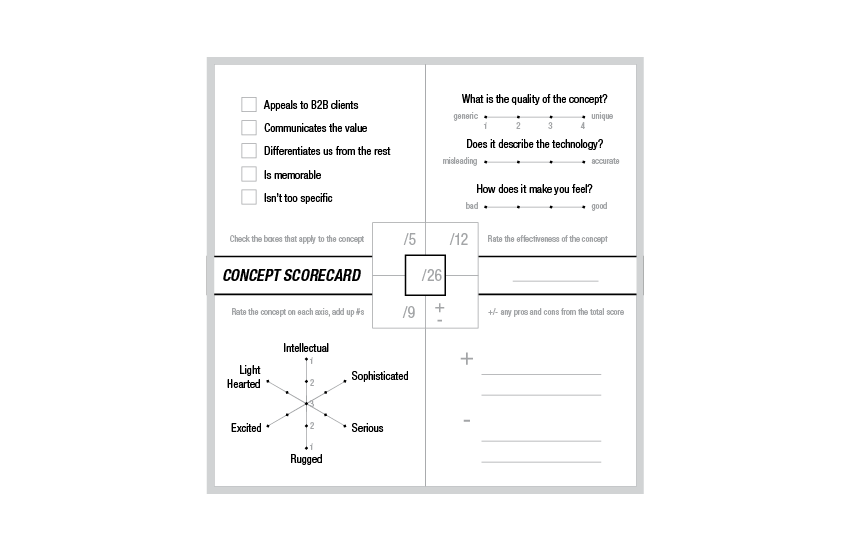 Appeals to B2B clients
Communicates the value
Differentiates us from the rest
Is memorable
Isn't too specific
Check the boxes that apply to the concept
What is the quality of the concept?
generic
unique
1 2 3 4
Does it describe the technology?
misleading
accurate
How does it make you feel?
bad
good
Rate the effectiveness of the concept
/5
/12
CONCEPT SCORECARD
/26
/9
+
-
Rate the concept on each axis, add up #s
Intellectual
1
Light
Hearted
Sophisticated
2
3
Excited
Serious
2
1
Rugged
+/- any pros and cons from the total score
+
-